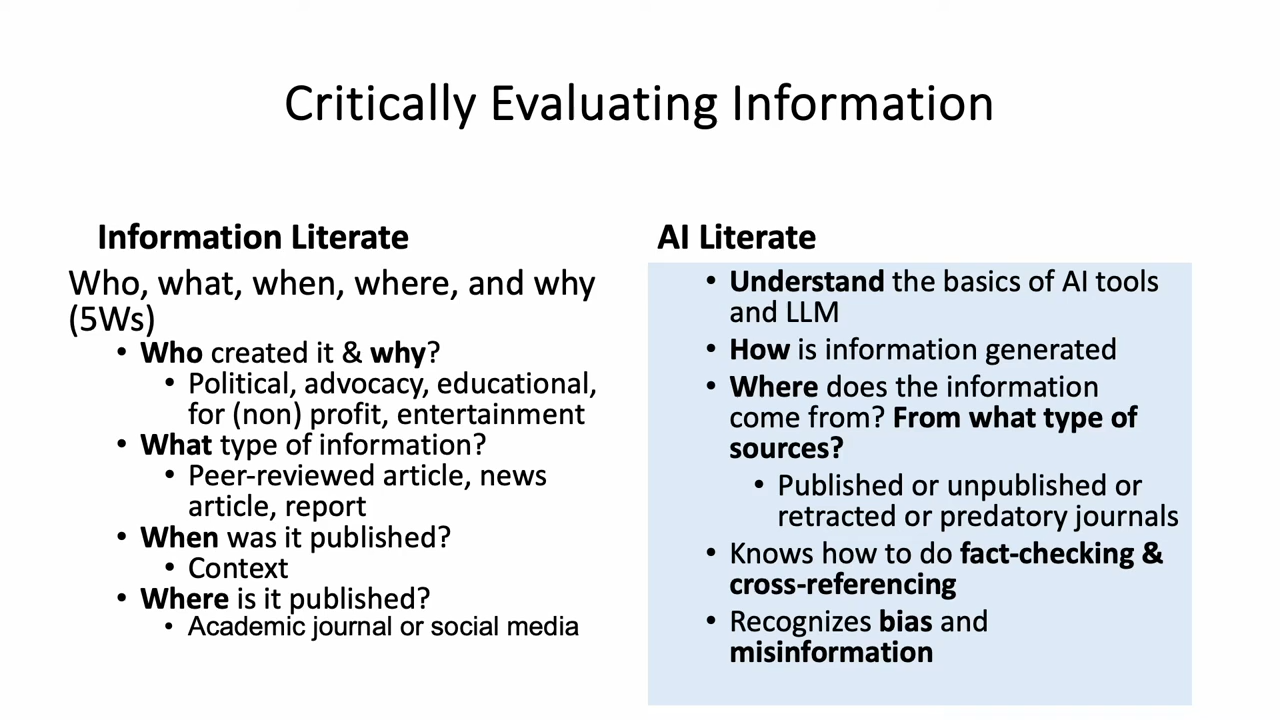 Critically Evaluating Information
Information Literate
Who, what, when, where, and why
(5Ws)
• Who created it & why?
• Political, advocacy, educational,
for (non) profit, entertainment
• What type of information?
• Peer-reviewed article, news
article, report
• When was it published?
• Context
• Where is it published?
• Academic journal or social media
AI Literate
• Understand the basics of AI tools
and LLM
• How is information generated
• Where does the information
come from? From what type of
sources?
• Published or unpublished or
retracted or predatory journals
• Knows how to do fact-checking &
cross-referencing
• Recognizes bias and
misinformation